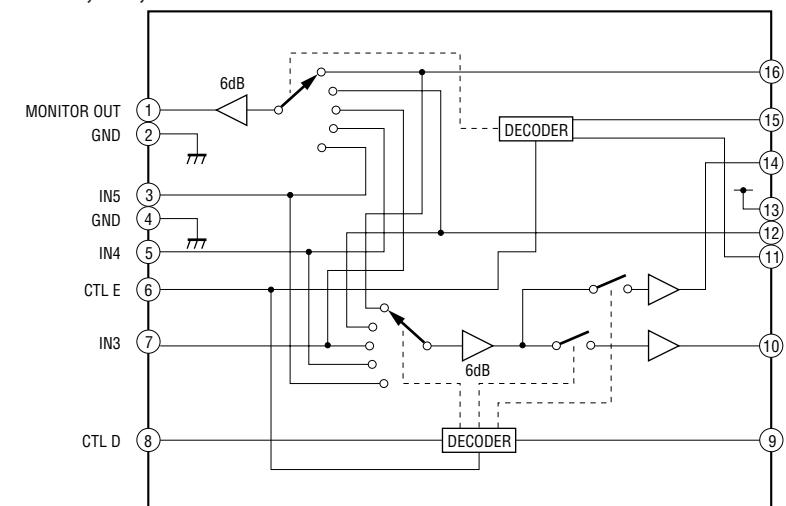 6dB
16
MONITOR OUT 1
15
GND 2
DECODER
14
IN5 3
13
GND 4
12
IN4 5
11
CTL E 6
IN3 7
10
6dB
CTL D 8
DECODER
9